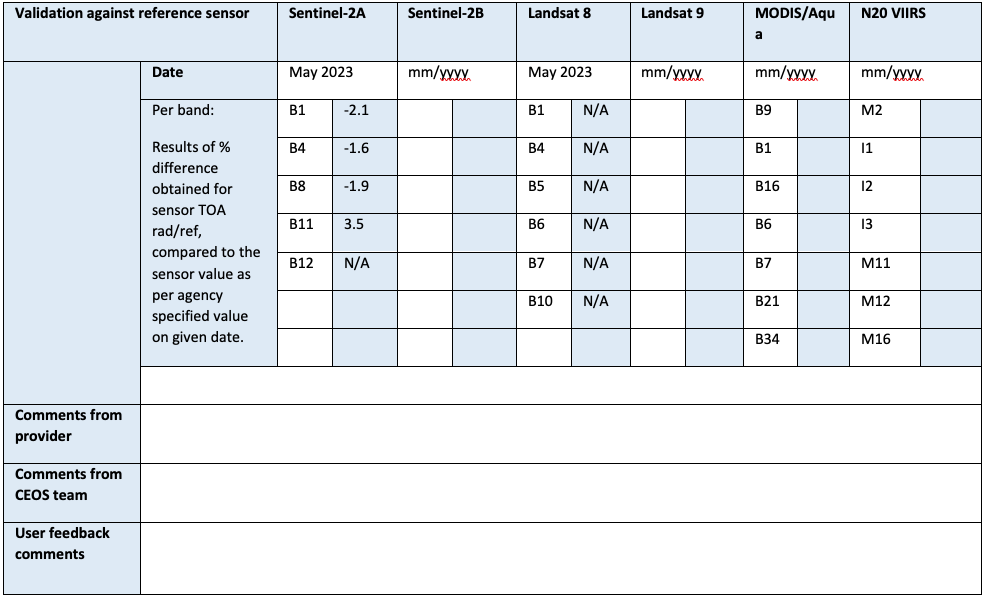 Validation against reference sensor Sentinel-2A Sentinel-2B Landsat 8 Landsat 9 MODIS/Aqu N20 VIIRS
a
Date May 2023 mm/yyyy May 2023 mm/yyyy mm/yyyy mm/yyyy
Per band: B1 -2.1 B1 N/A B9 M2
Results of % B4 -1.6 B4 N/A B1 I1
difference
obtained for B8 -1.9 B5 N/A B16 I2
sensor TOA
rad/ref, B11 3.5 B6 N/A B6 I3
compared to the
sensor value as B12 N/A B7 N/A B7 M11
per agency B10 N/A B21 M12
specified value
on given date. B34 M16
Comments from
provider
Comments from
CEOS team
User feedback
comments